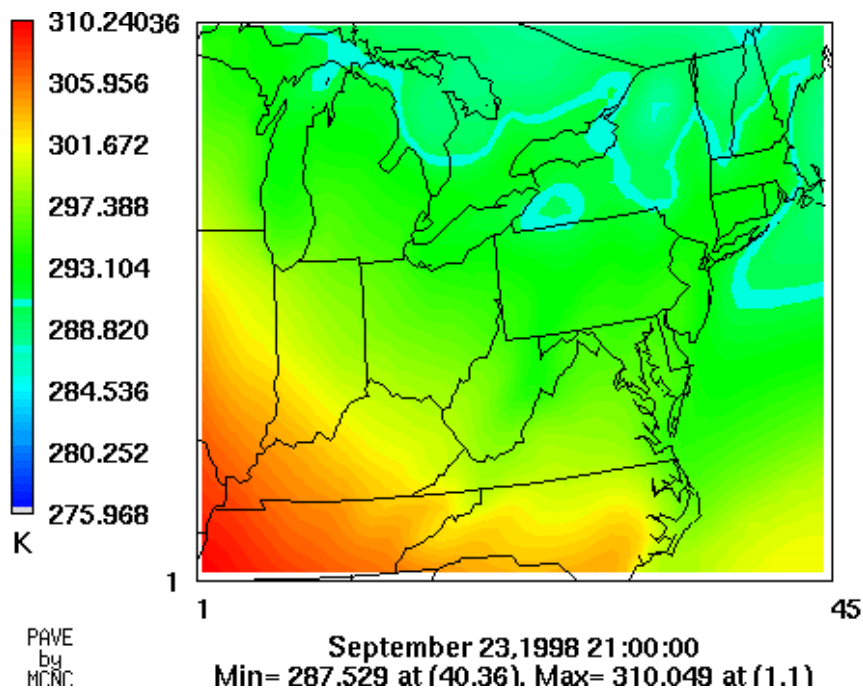 310.240
305.956
301.672
297.388
293.104
288.820
284.536
280.252
275.968
K
36
1
1
45
PAVE
by
MCNC
September 23,1998 21:00:00
Min= 287.529 at (40,36), Max= 310.049 at (1,1)